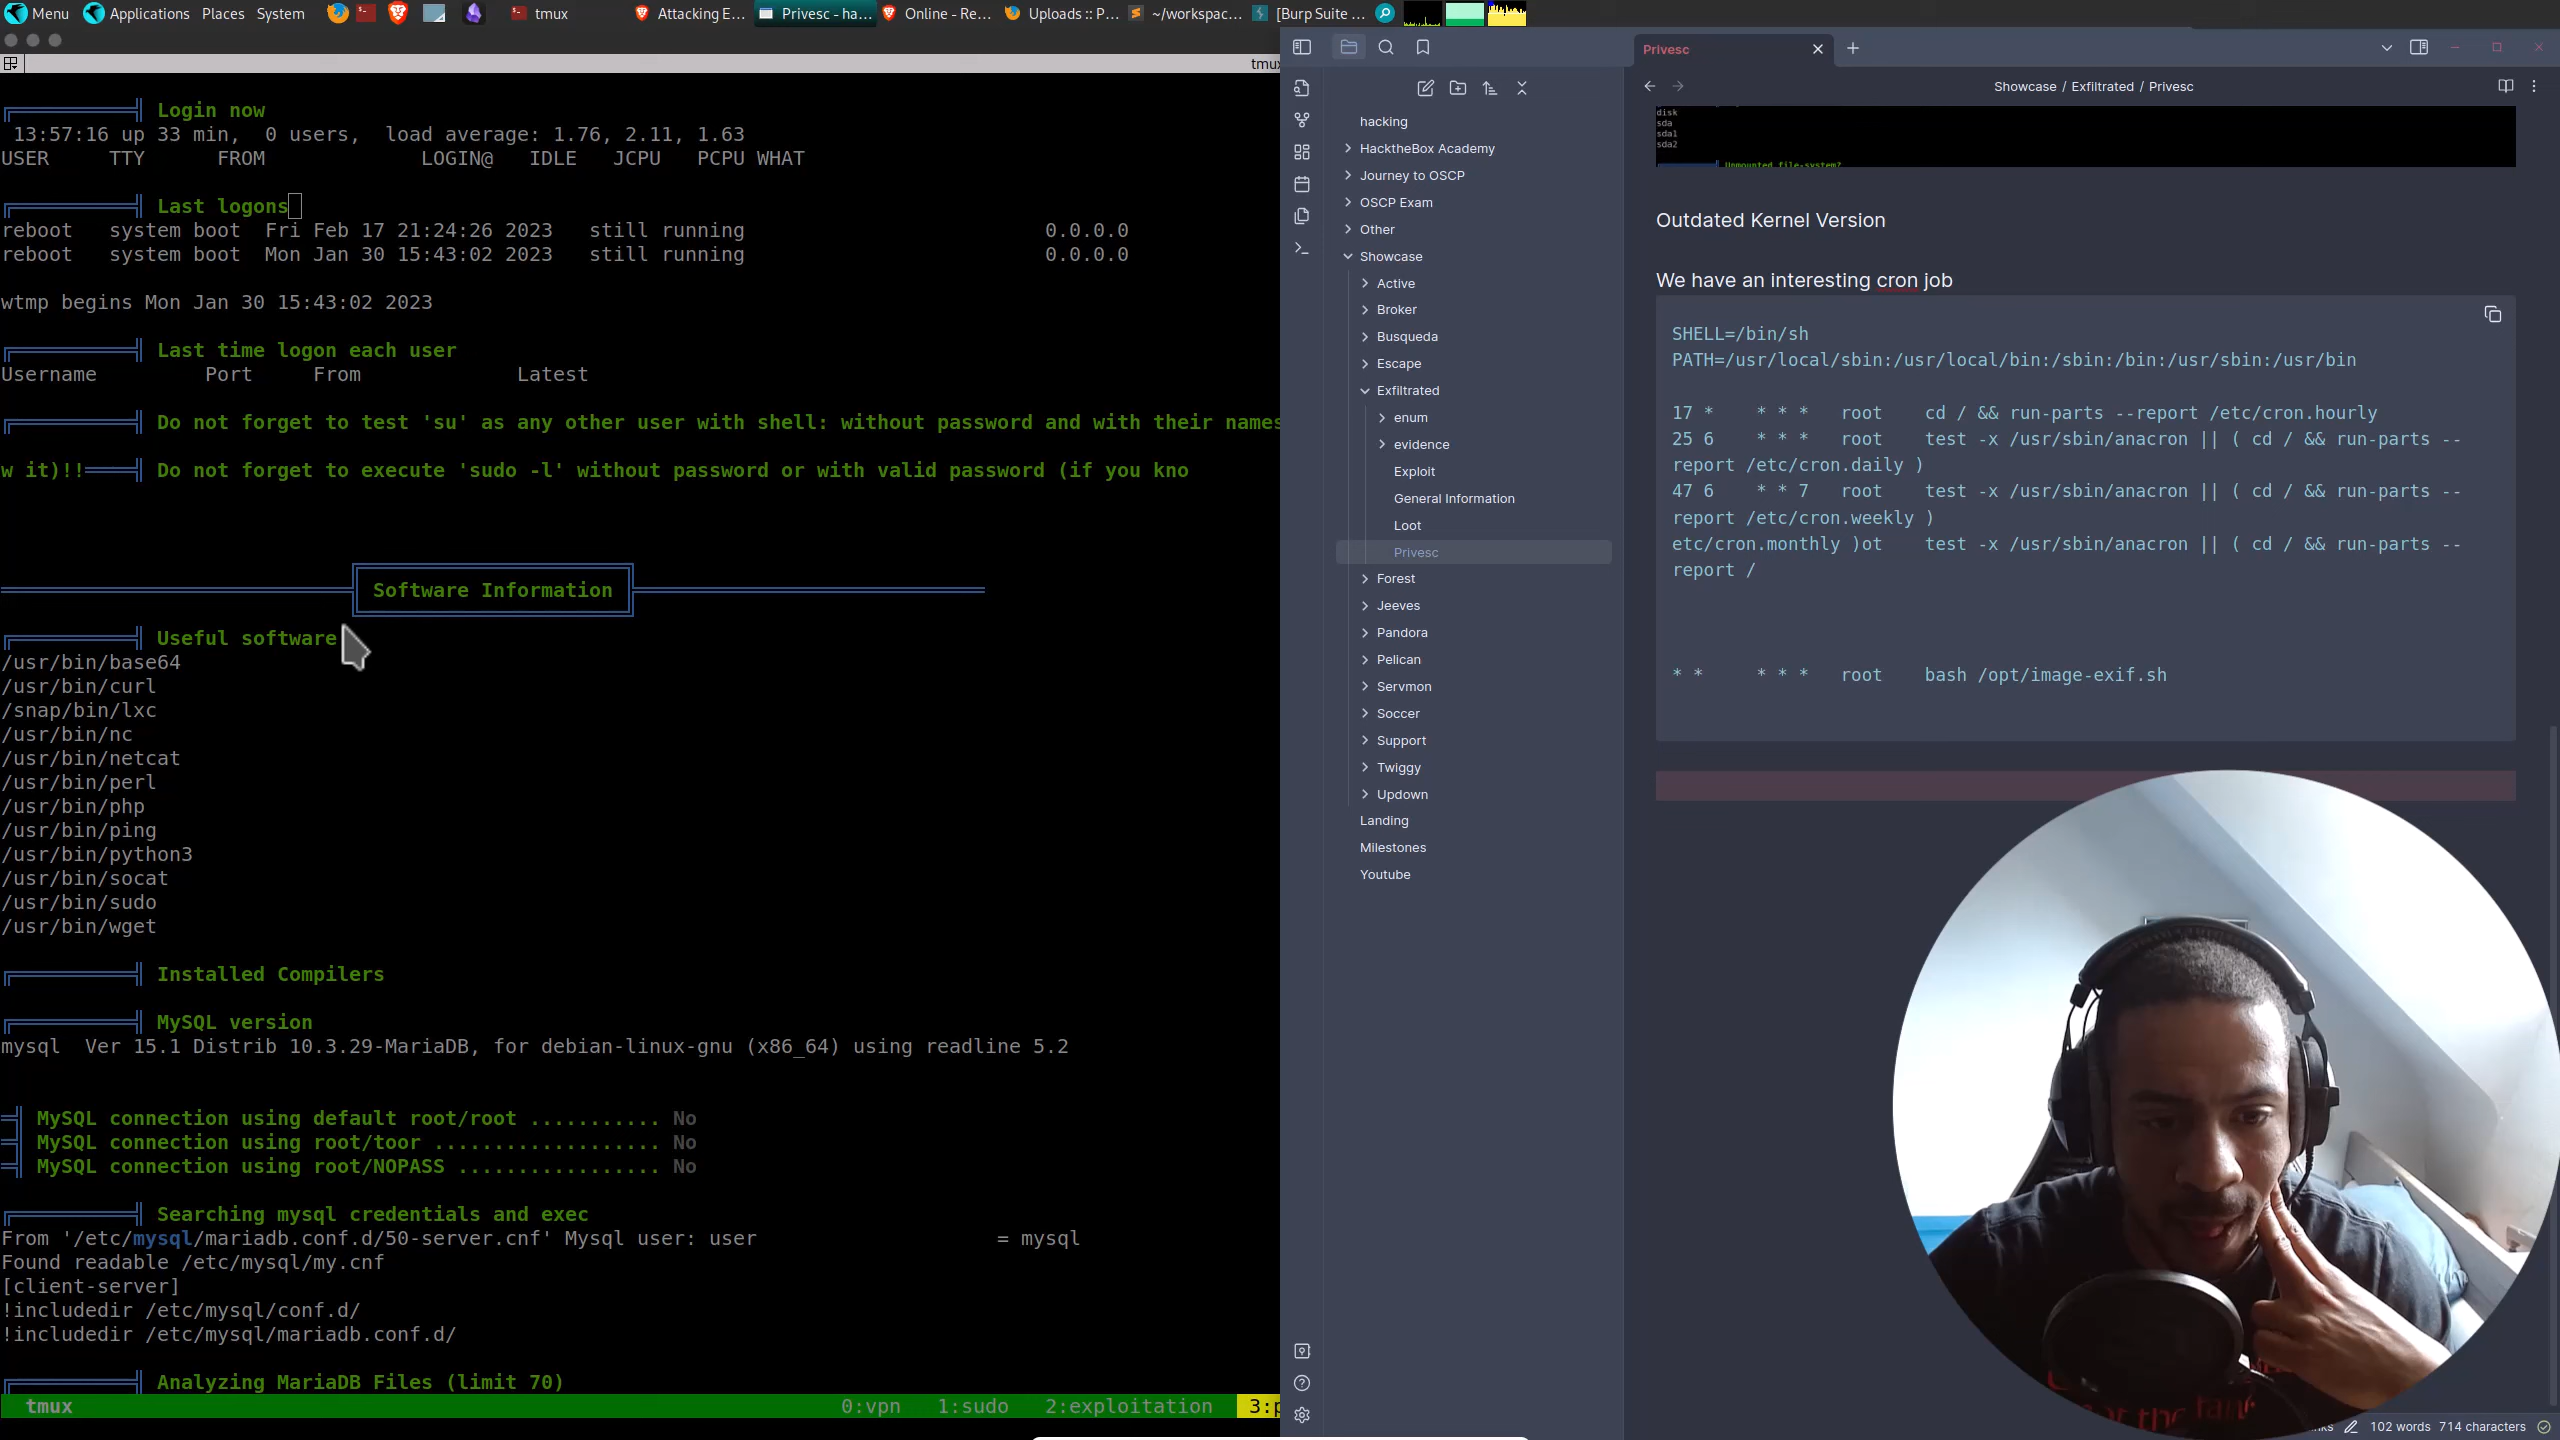 Menu Applications Places System tmux Attacking E... Privesc - ha... Online - Re... Uploads :: P... ~/workspac... [Burp Suite ...
tmux
Login now
13:57:16 up 33 min, 0 users, load average: 1.76, 2.11, 1.63
USER TTY FROM LOGIN@ IDLE JCPU PCPU WHAT
Last logons
reboot system boot Fri Feb 17 21:24:26 2023 still running 0.0.0.0
reboot system boot Mon Jan 30 15:43:02 2023 still running 0.0.0.0
wtmp begins Mon Jan 30 15:43:02 2023
Last time logon each user
Username Port From Latest
Do not forget to test 'su' as any other user with shell: without password and with their names
w it)!! Do not forget to execute 'sudo -l' without password or with valid password (if you kno
Software Information
Useful software
/usr/bin/base64
/usr/bin/curl
/snap/bin/lxc
/usr/bin/nc
/usr/bin/netcat
/usr/bin/perl
/usr/bin/php
/usr/bin/ping
/usr/bin/python3
/usr/bin/socat
/usr/bin/sudo
/usr/bin/wget
Installed Compilers
MySQL version
mysql Ver 15.1 Distrib 10.3.29-MariaDB, for debian-linux-gnu (x86_64) using readline 5.2
MySQL connection using default root/root ........... No
MySQL connection using root/toor ................... No
MySQL connection using root/NOPASS ................. No
Searching mysql credentials and exec
From '/etc/mysql/mariadb.conf.d/50-server.cnf' Mysql user: user = mysql
Found readable /etc/mysql/my.cnf
[client-server]
!includedir /etc/mysql/conf.d/
!includedir /etc/mysql/mariadb.conf.d/
Analyzing MariaDB Files (limit 70)
tmux 0:vpn 1:sudo 2:exploitation 3:p
hacking
HacktheBox Academy
Journey to OSCP
OSCP Exam
Other
Showcase
Active
Broker
Busqueda
Escape
Exfiltrated
enum
evidence
Exploit
General Information
Loot
Privesc
Forest
Jeeves
Pandora
Pelican
Servmon
Soccer
Support
Twiggy
Updown
Landing
Milestones
Youtube
Privesc
Showcase / Exfiltrated / Privesc
disk
sda
sda1
sda2
Unmounted file-system?
Outdated Kernel Version
We have an interesting cron job
SHELL=/bin/sh
PATH=/usr/local/sbin:/usr/local/bin:/sbin:/bin:/usr/sbin:/usr/bin
17 * * * * root cd / && run-parts --report /etc/cron.hourly
25 6 * * * root test -x /usr/sbin/anacron || ( cd / && run-parts --
report /etc/cron.daily )
47 6 * * 7 root test -x /usr/sbin/anacron || ( cd / && run-parts --
report /etc/cron.weekly )
etc/cron.monthly )ot test -x /usr/sbin/anacron || ( cd / && run-parts --
report /
* * * * * root bash /opt/image-exif.sh
102 words 714 characters